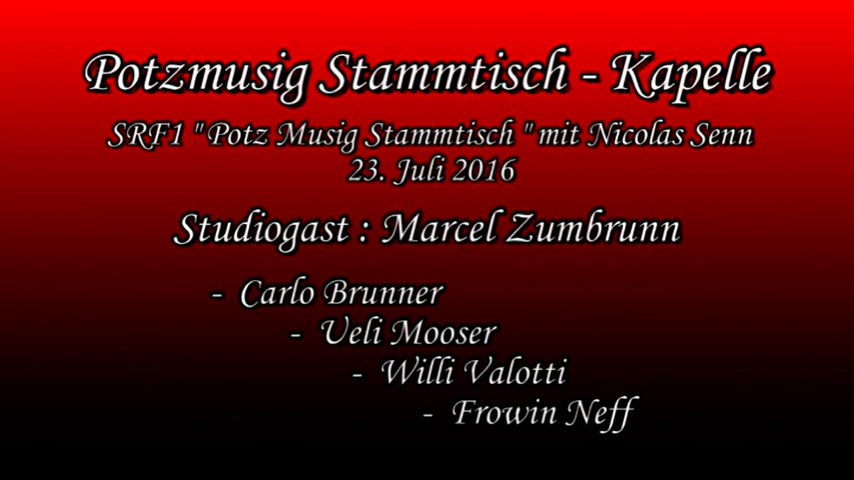 Potzmusig Stammtisch - Kapelle
SRF1 "Potz Musig Stammtisch" mit Nicolas Senn
23. Juli 2016
Studiogast : Marcel Zumbrunn
- Carlo Brunner
- Ueli Mooser
- Willi Valotti
- Frowin Neff